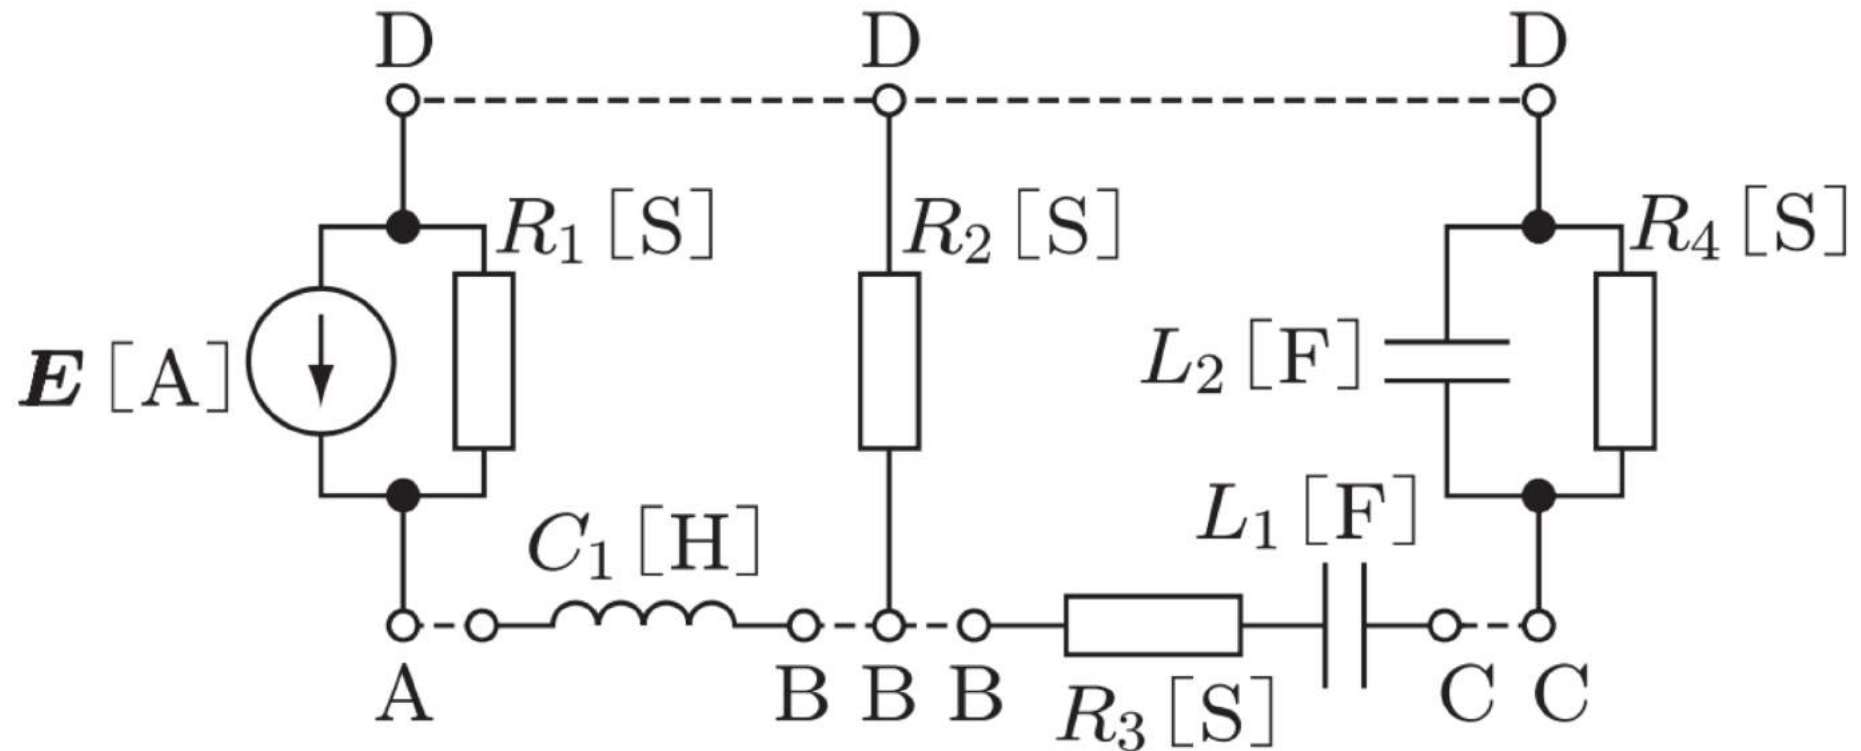 D D D
R₁ [S] R₂ [S] R₄ [S]
E [A] L₂ [F]
C₁ [H] L₁ [F]
A B B B R₃ [S] C C